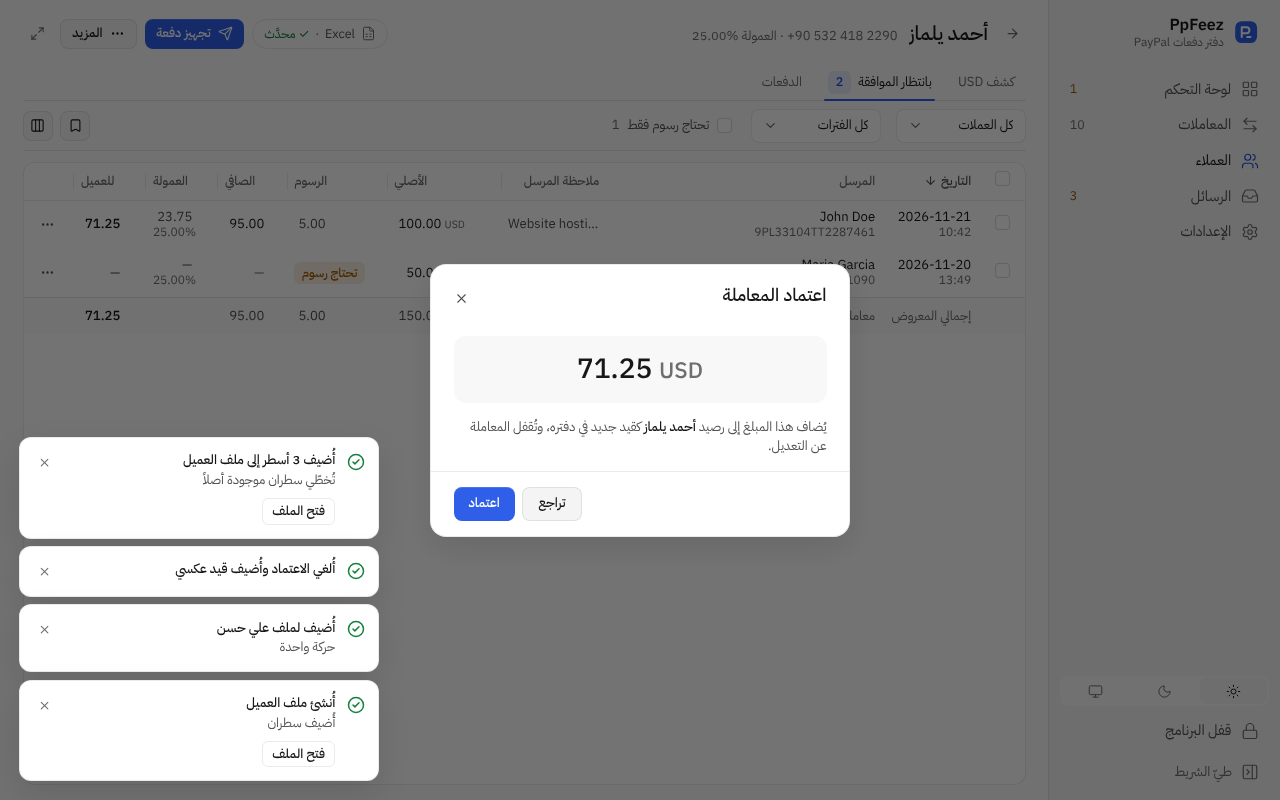 PpFeez
دفتر دفعات PayPal
لوحة التحكم 1
المعاملات 10
العملاء
الرسائل 3
الإعدادات
قفل البرنامج
طيّ الشريط
أحمد يلماز
+90 532 418 2290 · العمولة 25.00%
Excel · محدَّث
تجهيز دفعة
المزيد
كشف USD
بانتظار الموافقة 2
الدفعات
كل العملات
كل الفترات
تحتاج رسوم فقط 1
التاريخ المرسل ملاحظة المرسل الأصلي الرسوم الصافي العمولة للعميل
2026-11-21 John Doe Website hosti... 100.00 USD 5.00 95.00 23.75 71.25
10:42 9PL33104TT2287461 25.00%
2026-11-20 Maria Garcia 50.0 تحتاج رسوم — — —
13:49 1090 25.00%
إجمالي المعروض 150.0 5.00 95.00 71.25
اعتماد المعاملة
71.25 USD
يُضاف هذا المبلغ إلى رصيد أحمد يلماز كقيد جديد في دفتره، وتُقفل المعاملة
عن التعديل.
تراجع
اعتماد
أُضيف 3 أسطر إلى ملف العميل
تُخطّي سطران موجودة أصلاً
فتح الملف
أُلغي الاعتماد وأُضيف قيد عكسي
أُضيف لملف علي حسن
حركة واحدة
أُنشئ ملف العميل
أُضيف سطران
فتح الملف